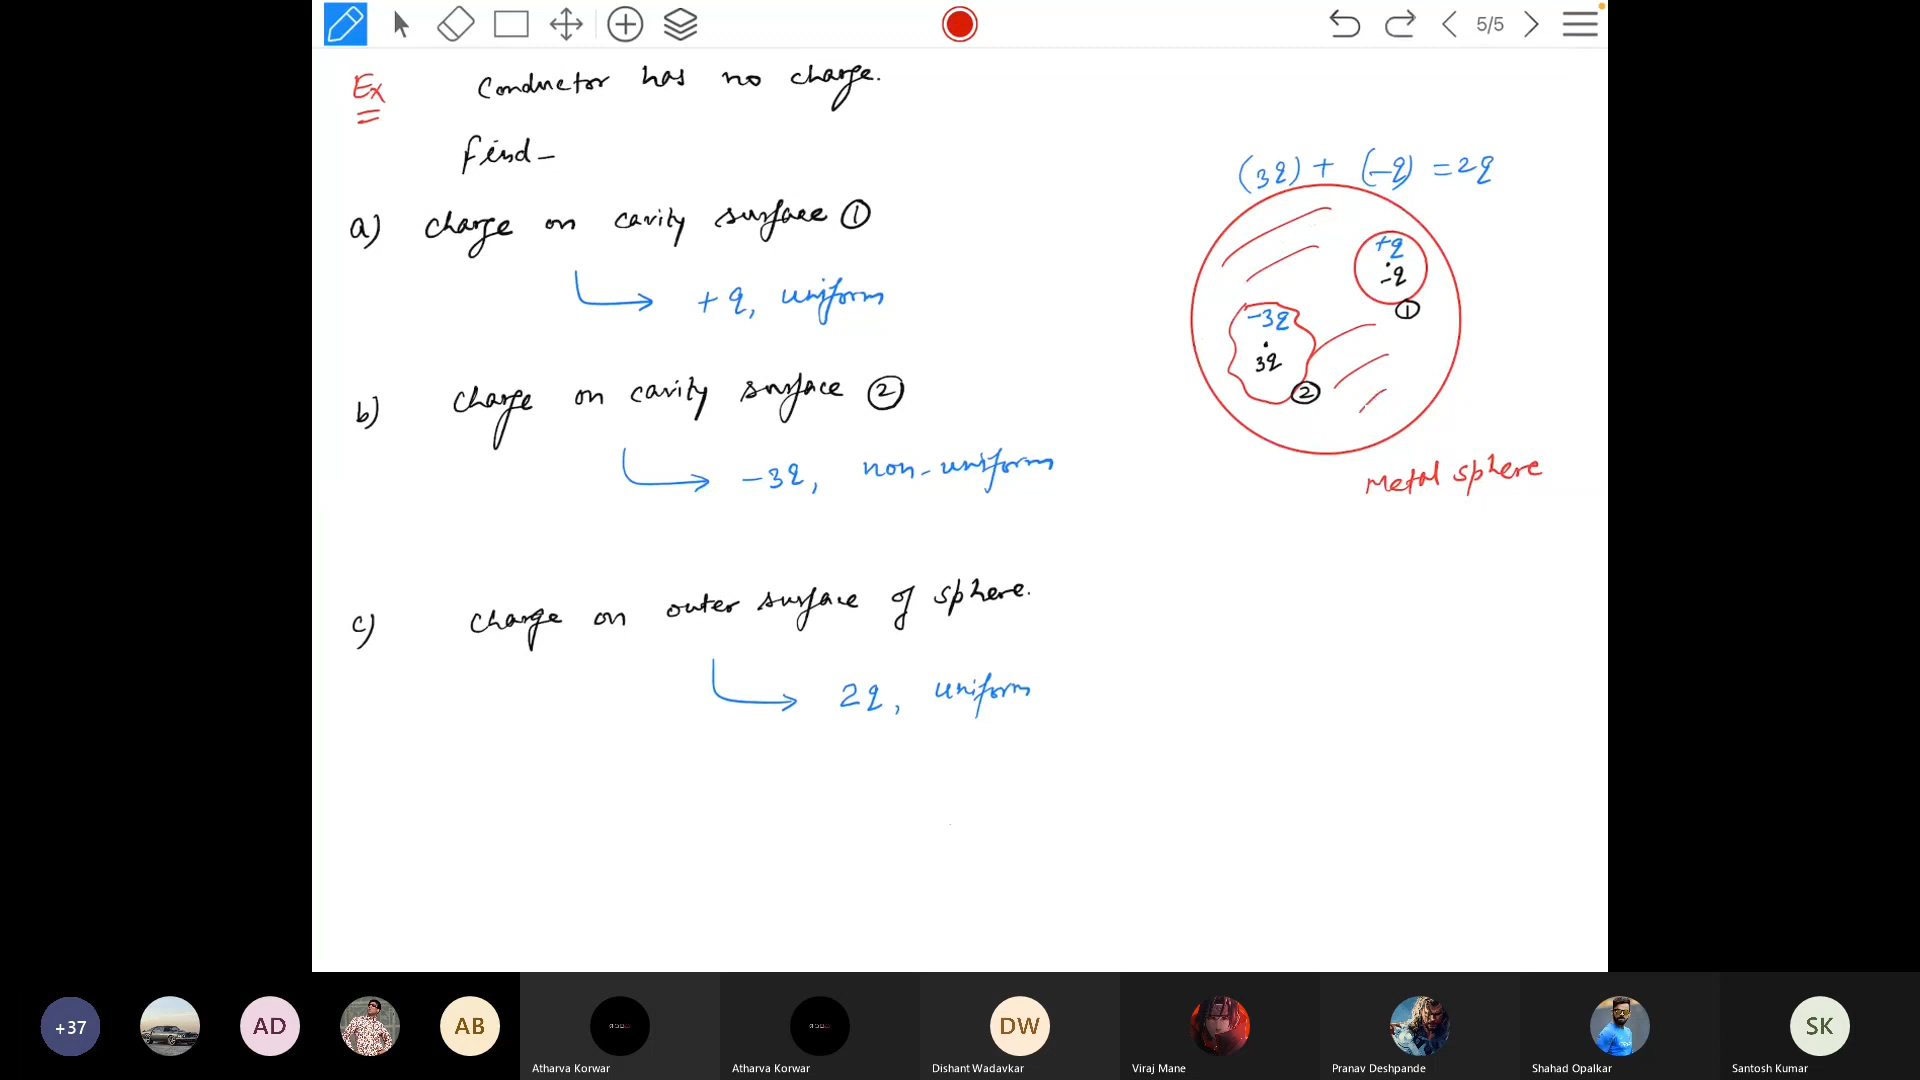 5/5
Ex Conductor has no charge.
find-
(3q) + (-q) = 2q
a) charge on cavity surface ①
+q
-q
①
↳ + q, uniform
-3q
3q
②
b) charge on cavity surface ②
↳ -3q, non-uniform
Metal sphere
c) charge on outer surface of sphere.
↳ 2q, uniform
+37
AD
AB
DW
SK
Atharva Korwar
Atharva Korwar
Dishant Wadavkar
Viraj Mane
Pranav Deshpande
Shahad Opalkar
Santosh Kumar